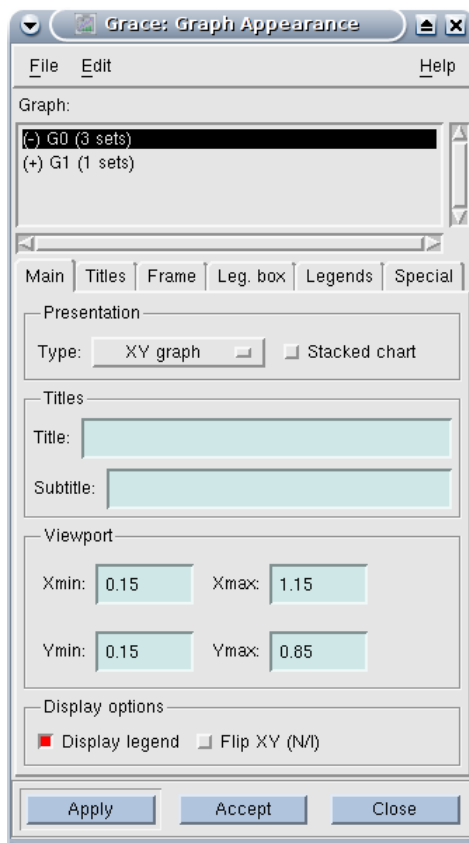 Grace: Graph Appearance
File Edit Help
Graph:
(-) G0 (3 sets)
(+) G1 (1 sets)
Main Titles Frame Leg. box Legends Special
Presentation
Type: XY graph Stacked chart
Titles
Title:
Subtitle:
Viewport
Xmin: 0.15 Xmax: 1.15
Ymin: 0.15 Ymax: 0.85
Display options
Display legend Flip XY (N/I)
Apply Accept Close